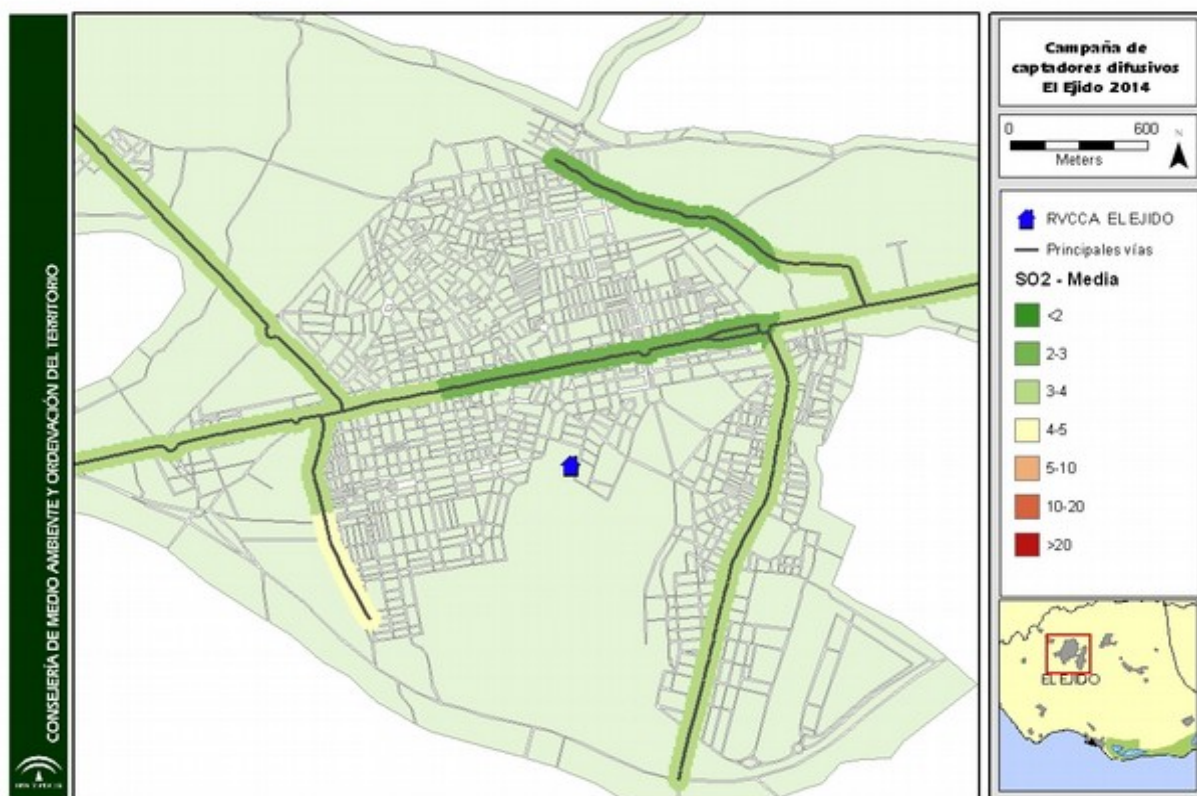 CONSEJERÍA DE MEDIO AMBIENTE Y ORDENACIÓN DEL TERRITORIO
Campaña de
captadores difusivos
El Ejido 2014
0 600
Meters
N
RVCCA EL EJIDO
Principales vías
SO2 - Media
<2
2-3
3-4
4-5
5-10
10-20
>20
EL EJIDO